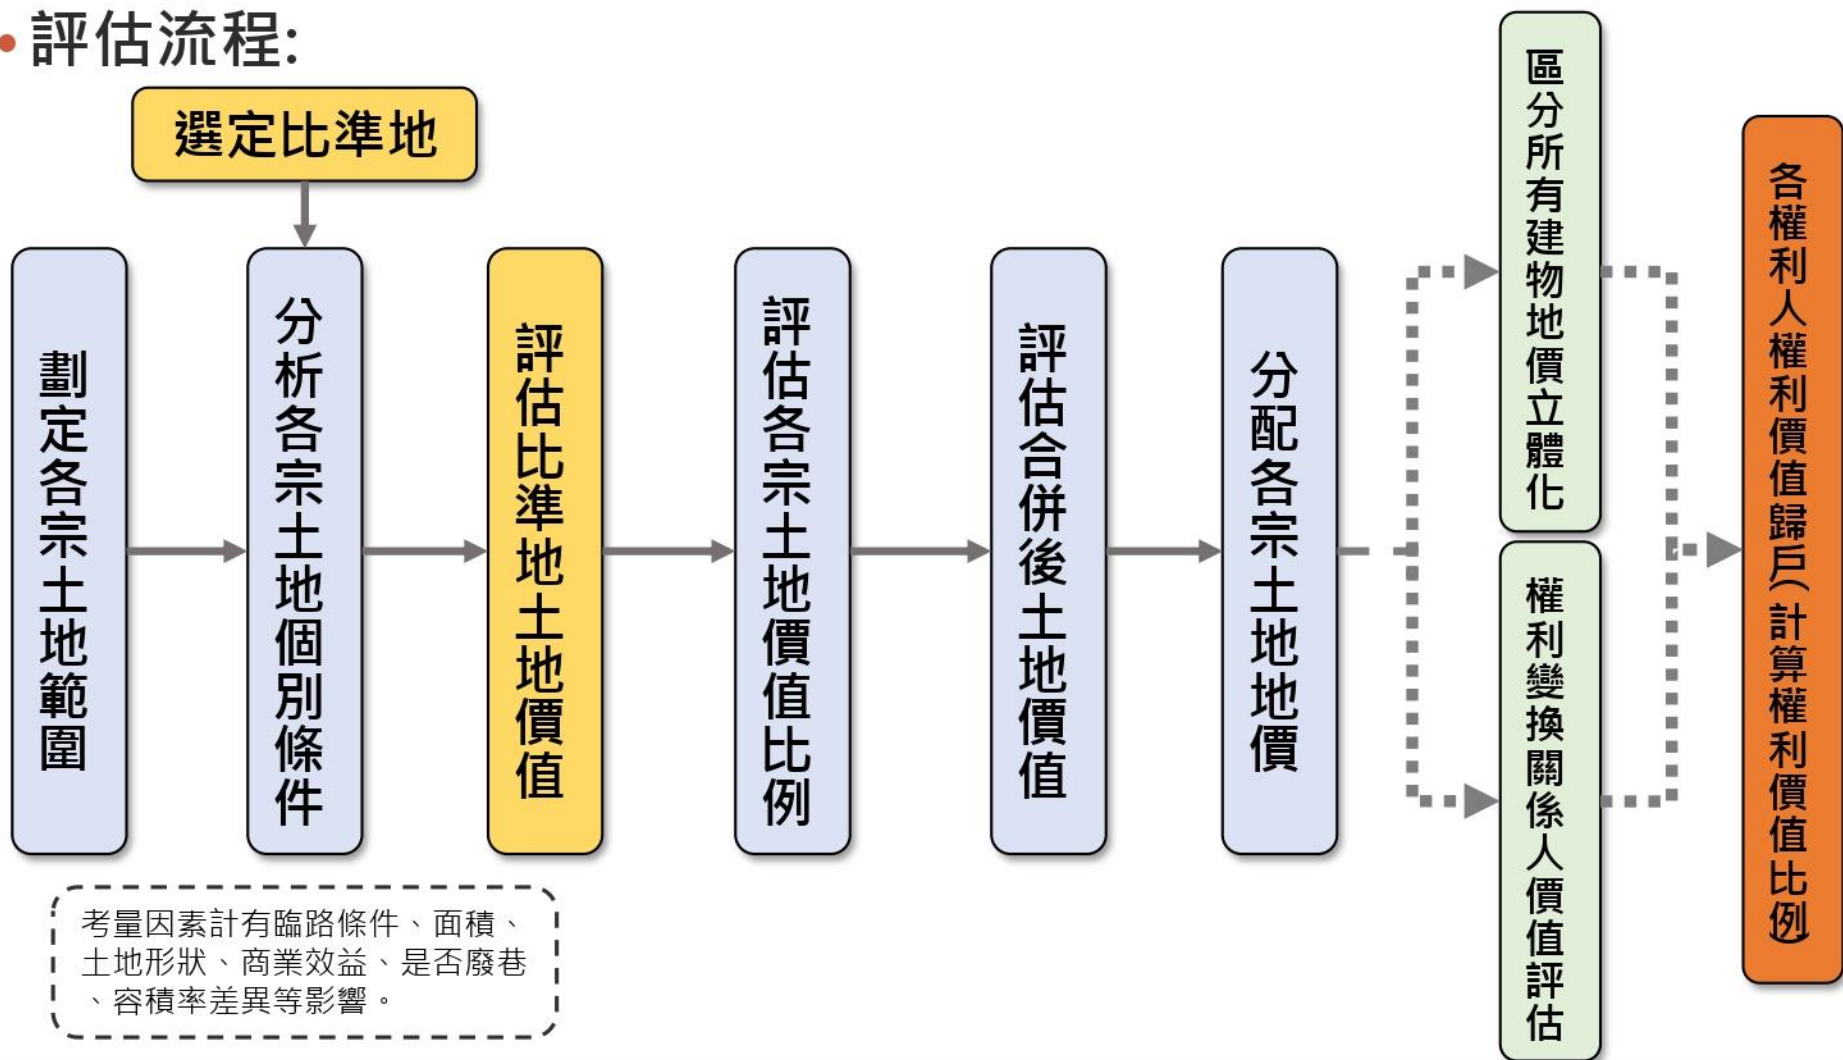 •評估流程:
選定比準地
劃定各宗土地範圍
分析各宗土地個別條件
評估比準地土地價值
評估各宗土地價值比例
評估合併後土地價值
分配各宗土地地價
區分所有建物地價立體化
權利變換關係人價值評估
各權利人權利價值歸戶(計算權利價值比例)
考量因素計有臨路條件、面積、
土地形狀、商業效益、是否廢巷
、容積率差異等影響。